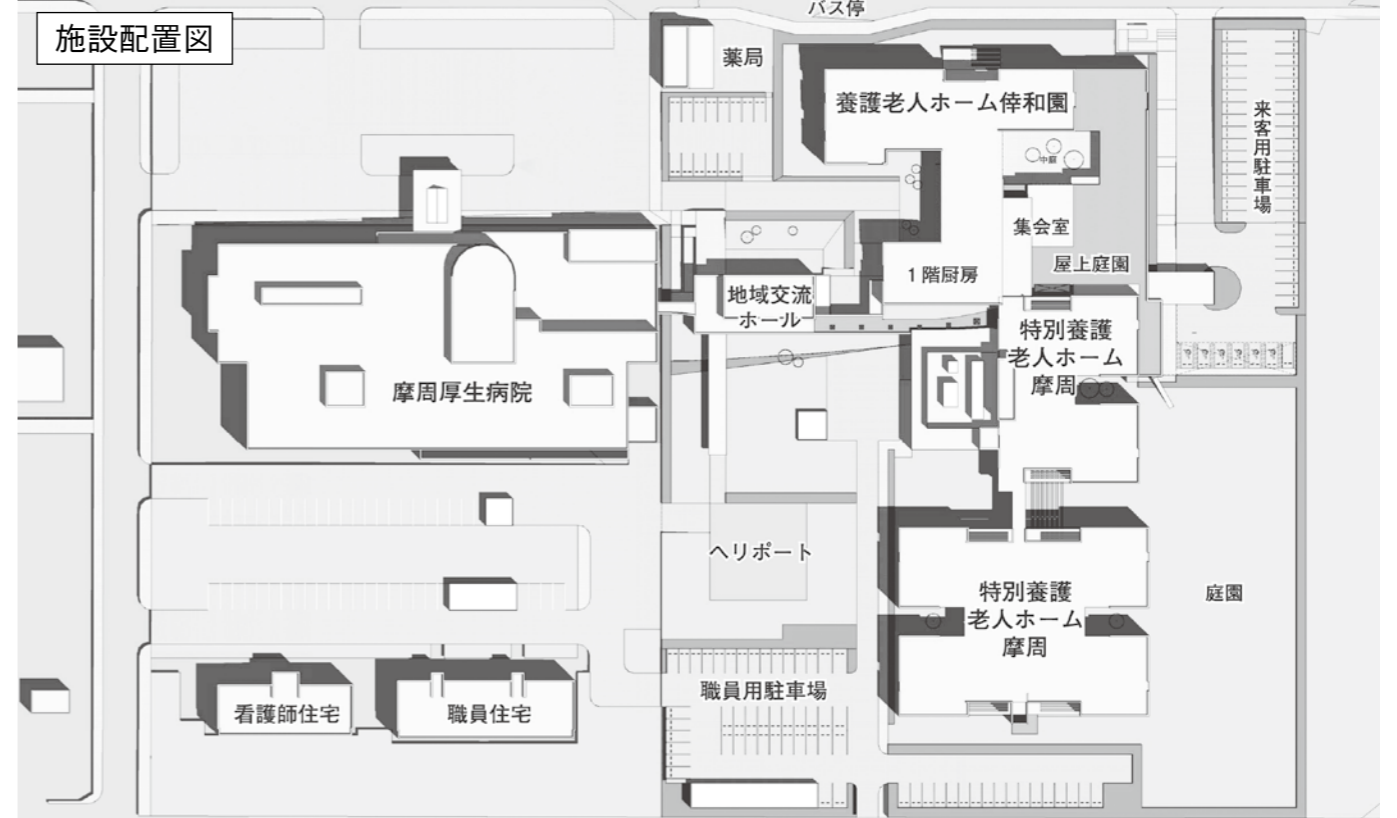 施設配置図
バス停
薬局
養護老人ホーム倖和園
中庭
来客用駐車場
集会室
屋上庭園
1階厨房
地域交流
ホール
特別養護
老人ホーム
摩周
摩周厚生病院
ヘリポート
特別養護
老人ホーム
摩周
庭園
職員用駐車場
看護師住宅
職員住宅